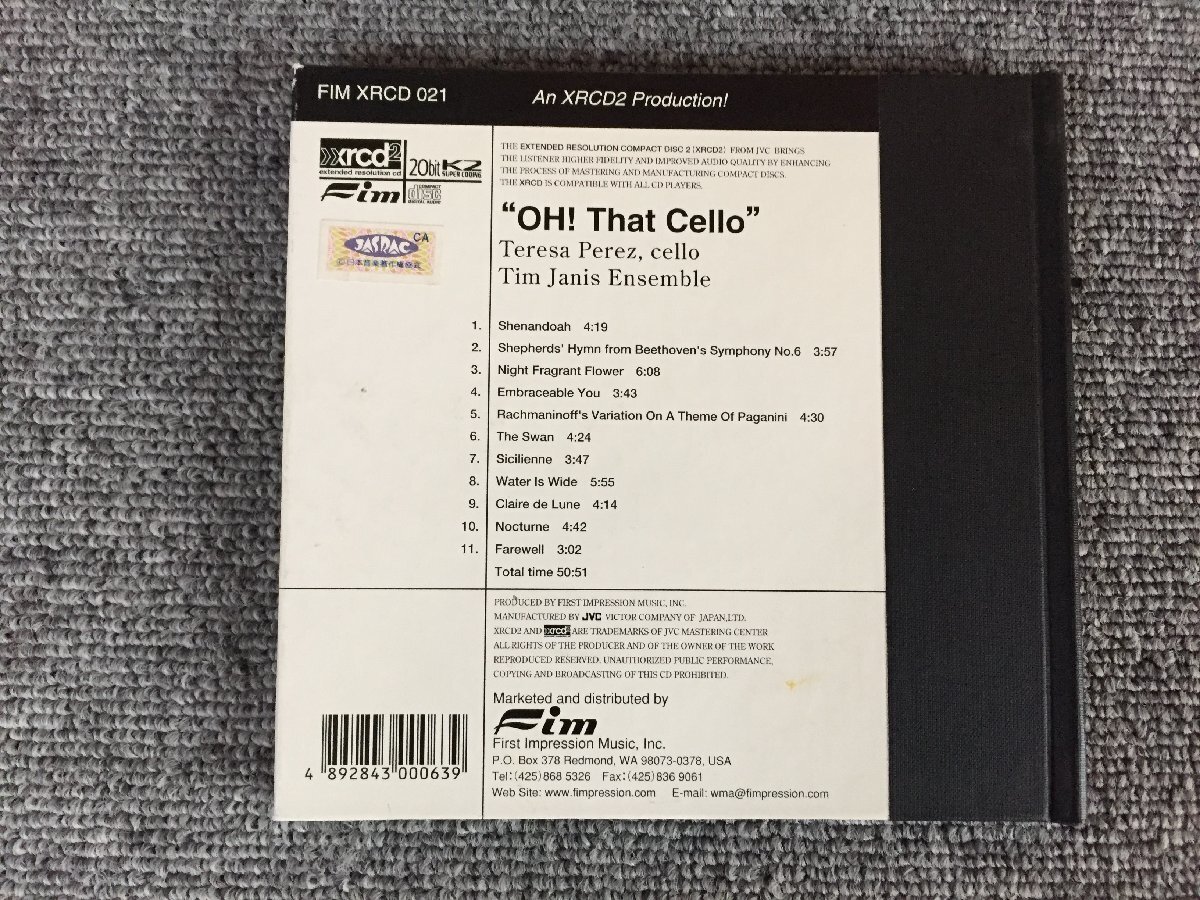 FIM XRCD 021
An XRCD2 Production!
xrcd2
extended resolution cd
20bit K2
SUPER CODING
Fim
COMPACT
disc
DIGITAL AUDIO
THE EXTENDED RESOLUTION COMPACT DISC 2 (XRCD2) FROM JVC BRINGS
THE LISTENER HIGHER FIDELITY AND IMPROVED AUDIO QUALITY BY ENHANCING
THE PROCESS OF MASTERING AND MANUFACTURING COMPACT DISCS.
THE XRCD IS COMPATIBLE WITH ALL CD PLAYERS.
"OH! That Cello"
Teresa Perez, cello
Tim Janis Ensemble
CA
JASRAC
1. Shenandoah 4:19
2. Shepherds' Hymn from Beethoven's Symphony No.6 3:57
3. Night Fragrant Flower 6:08
4. Embraceable You 3:43
5. Rachmaninoff's Variation On A Theme Of Paganini 4:30
6. The Swan 4:24
7. Sicilienne 3:47
8. Water Is Wide 5:55
9. Claire de Lune 4:14
10. Nocturne 4:42
11. Farewell 3:02
Total time 50:51
PRODUCED BY FIRST IMPRESSION MUSIC, INC.
MANUFACTURED BY JVC VICTOR COMPANY OF JAPAN,LTD.
XRCD2 AND xrcd2 ARE TRADEMARKS OF JVC MASTERING CENTER
ALL RIGHTS OF THE PRODUCER AND OF THE OWNER OF THE WORK
REPRODUCED RESERVED. UNAUTHORIZED PUBLIC PERFORMANCE,
COPYING AND BROADCASTING OF THIS CD PROHIBITED.
Marketed and distributed by
Fim
First Impression Music, Inc.
P.O. Box 378 Redmond, WA 98073-0378, USA
Tel:(425)868 5326 Fax:(425)836 9061
Web Site: www.fimpression.com E-mail: wma@fimpression.com
4 892843 000639